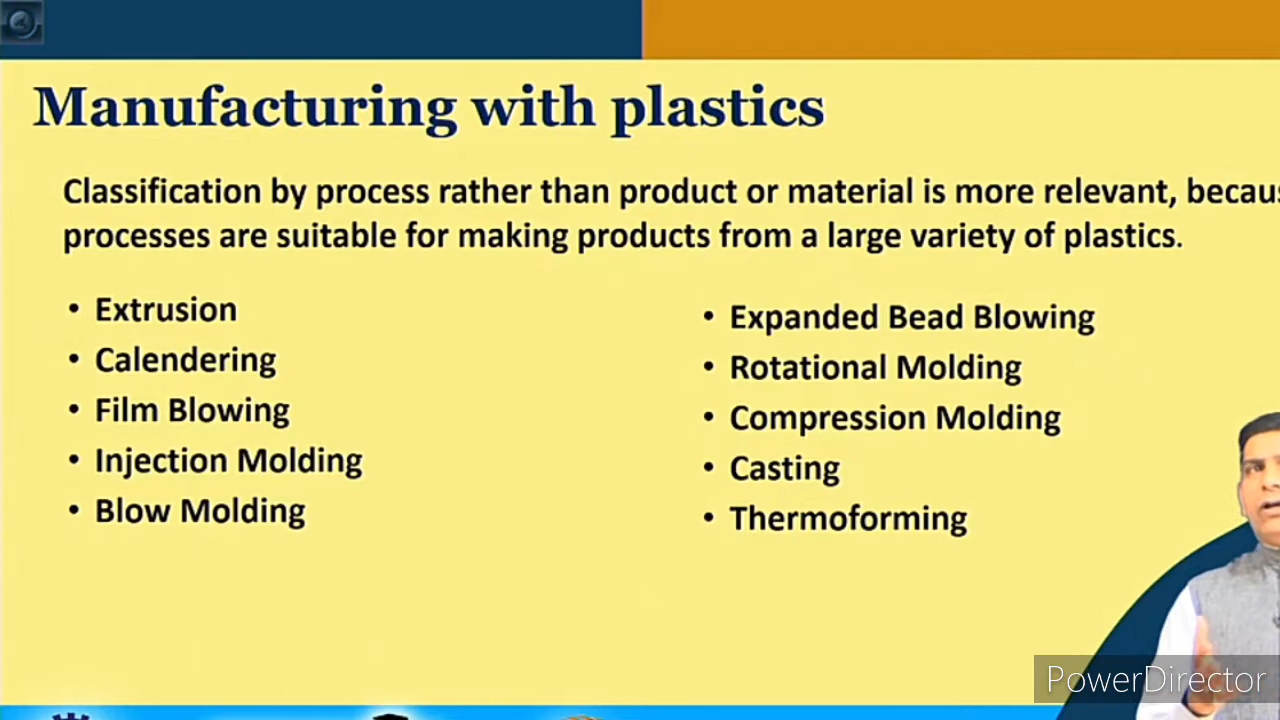 Manufacturing with plastics
Classification by process rather than product or material is more relevant,
processes are suitable for making products from a large variety of plastics.
• Extrusion
• Calendering
• Film Blowing
• Injection Molding
• Blow Molding
• Expanded Bead Blowing
• Rotational Molding
• Compression Molding
• Casting
• Thermoforming
PowerDirector